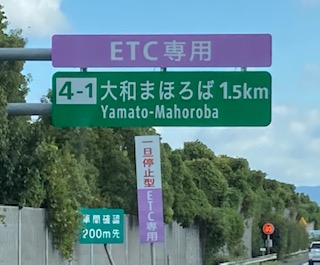 ETC専用
4-1 大和まほろば 1.5km
Yamato-Mahoroba
一旦停止型 ETC専用
車間確認
200m先